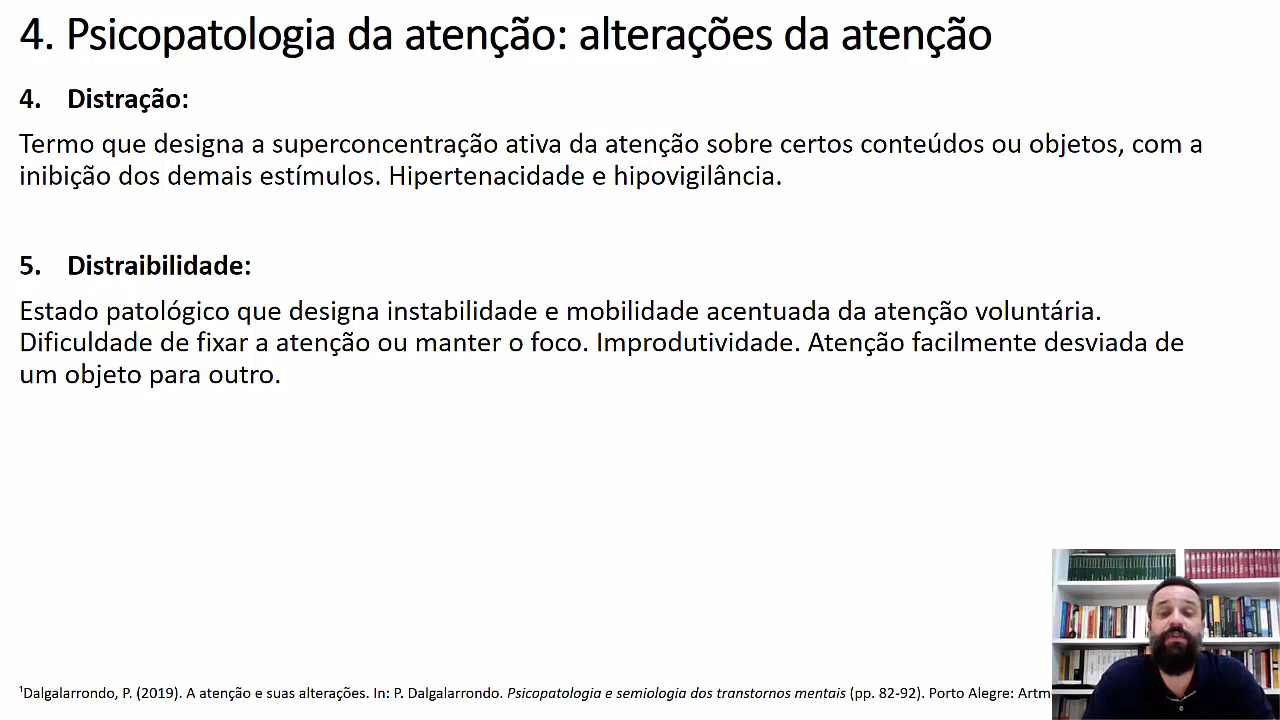 4. Psicopatologia da atenção: alterações da atenção
4. Distração:
Termo que designa a superconcentração ativa da atenção sobre certos conteúdos ou objetos, com a
inibição dos demais estímulos. Hipertenacidade e hipovigilância.
5. Distraibilidade:
Estado patológico que designa instabilidade e mobilidade acentuada da atenção voluntária.
Dificuldade de fixar a atenção ou manter o foco. Improdutividade. Atenção facilmente desviada de
um objeto para outro.
¹Dalgalarrondo, P. (2019). A atenção e suas alterações. In: P. Dalgalarrondo. Psicopatologia e semiologia dos transtornos mentais (pp. 82-92). Porto Alegre: Artm